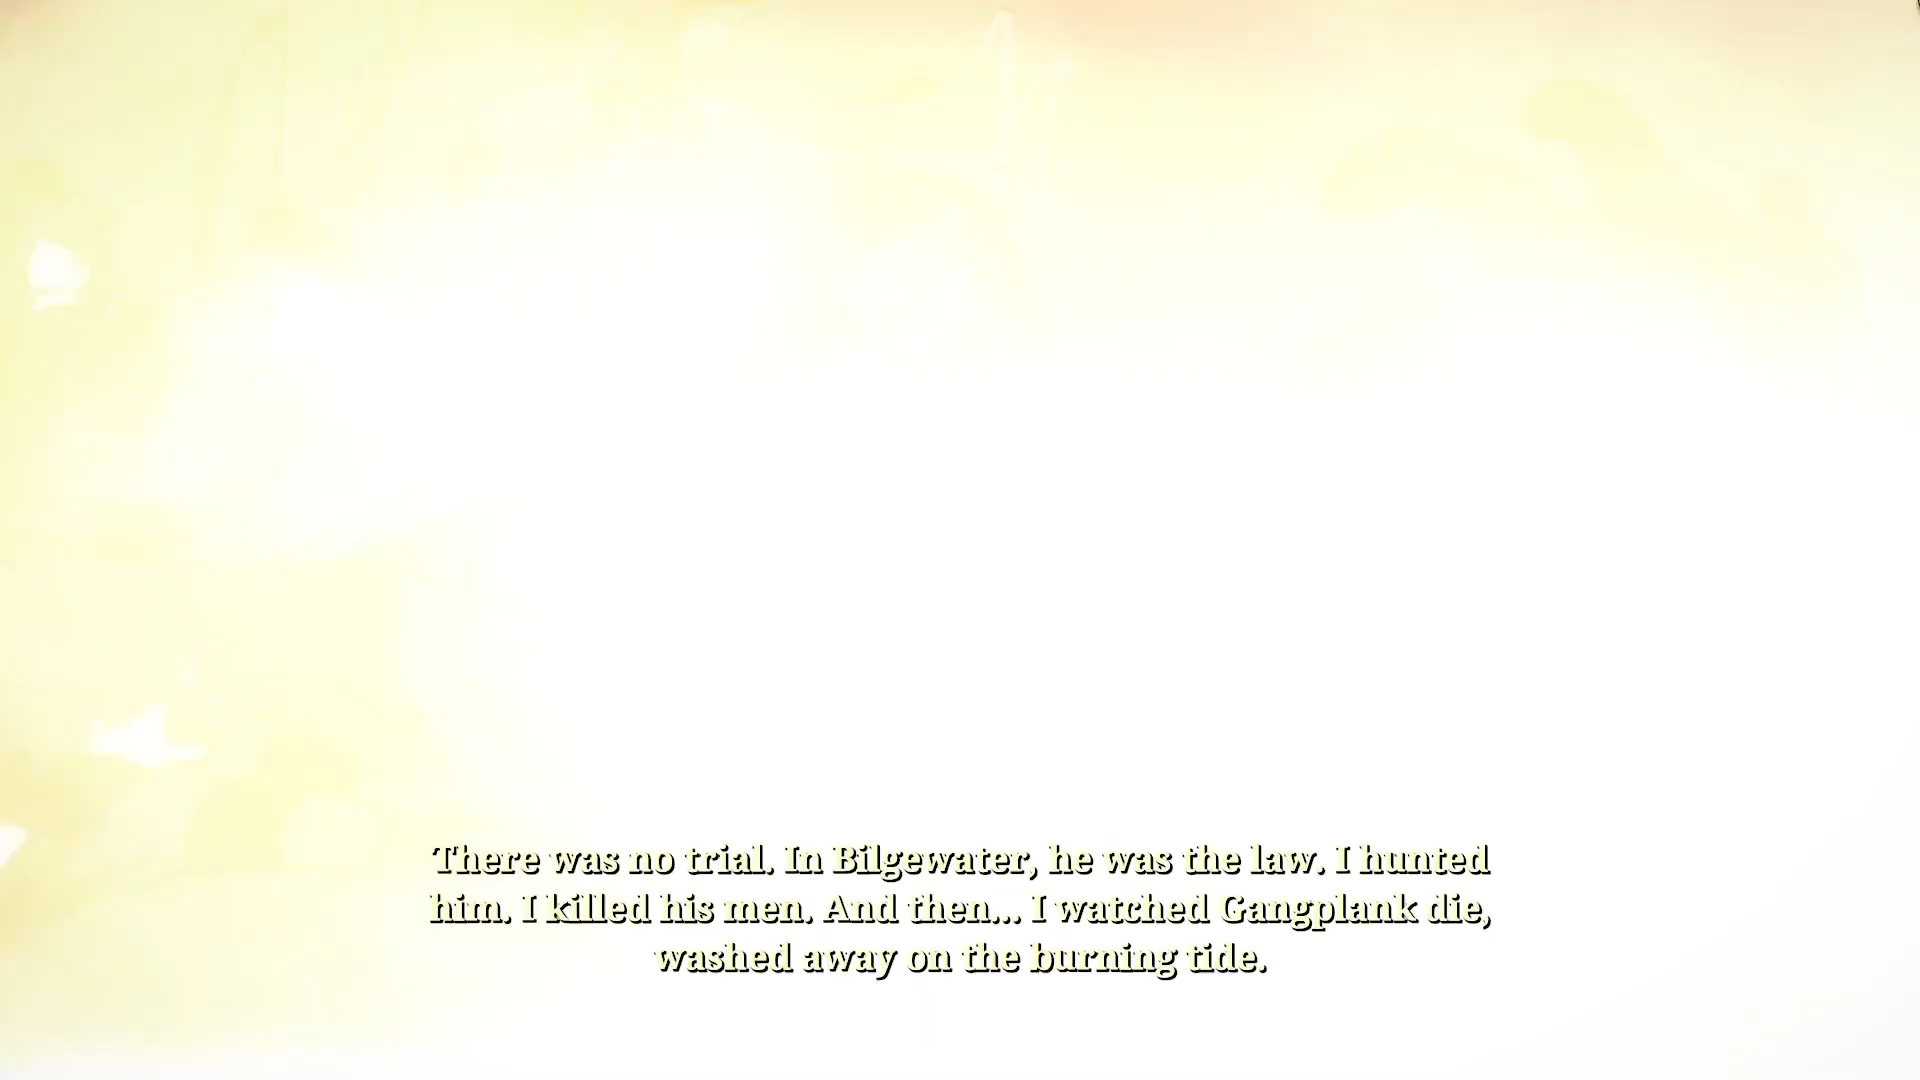 There was no trial. In Bilgewater, he was the law. I hunted
him. I killed his men. And then... I watched Gangplank die,
washed away on the burning tide.